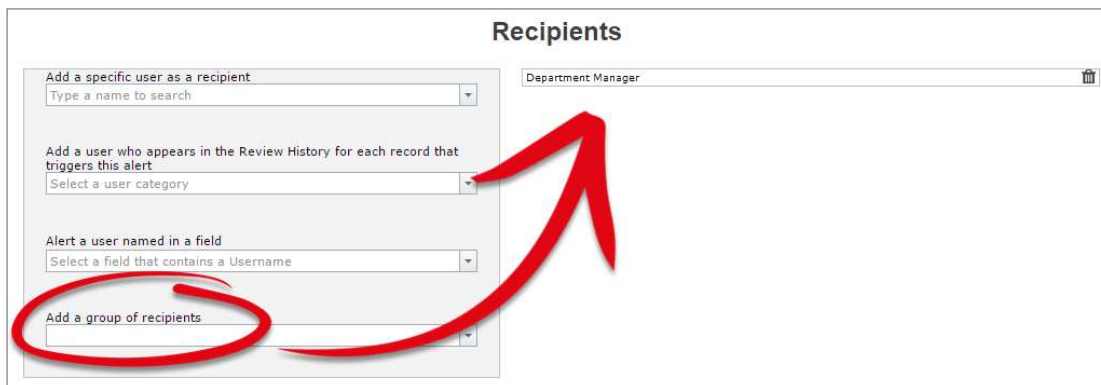 Recipients
Add a specific user as a recipient
Type a name to search
Add a user who appears in the Review History for each record that
triggers this alert
Select a user category
Alert a user named in a field
Select a field that contains a Username
Add a group of recipients
Department Manager